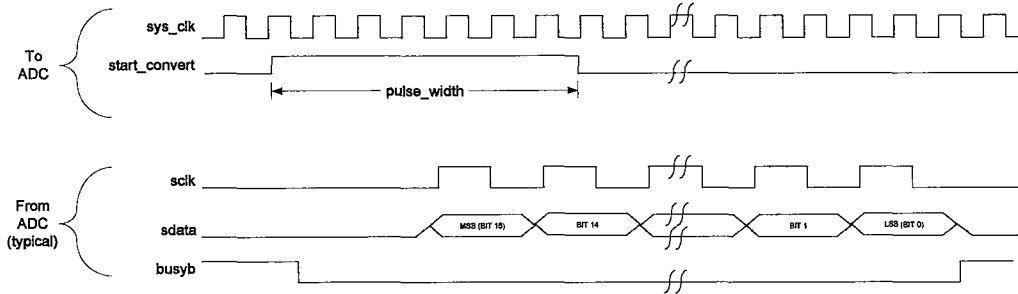 To
ADC
sys_clk
start_convert
pulse_width
From
ADC
(typical)
sclk
sdata
MSB (BIT 15)
BIT 14
BIT 1
LSB (BIT 0)
busyb